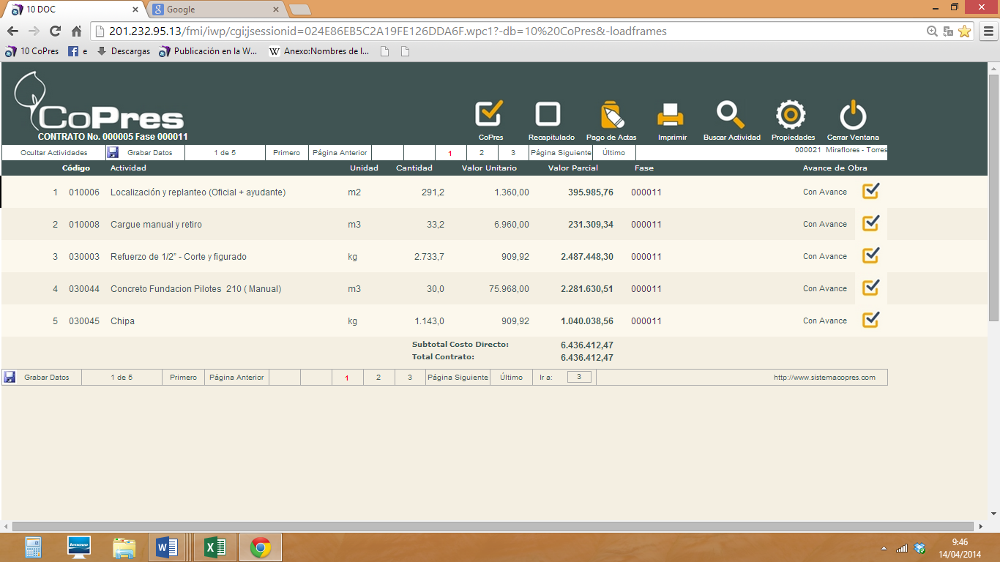 10 DOC
Google
201.232.95.13/fmi/iwp/cgi;jsessionid=024E86EB5C2A19FE126DDA6F.wpc1?-db=10%20CoPres&-loadframes
10 CoPres e Descargas Publicación en la W... W Anexo:Nombres de l...
CoPres
CONTRATO No. 000005 Fase 000011
CoPres Recapitulado Pago de Actas Imprimir Buscar Actividad Propiedades Cerrar Ventana
Ocultar Actividades Grabar Datos 1 de 5 Primero Página Anterior 1 2 3 Página Siguiente Último 000021 Miraflores - Torres
Código Actividad Unidad Cantidad Valor Unitario Valor Parcial Fase Avance de Obra
1 010006 Localización y replanteo (Oficial + ayudante) m2 291,2 1.360,00 395.985,76 000011 Con Avance
2 010008 Cargue manual y retiro m3 33,2 6.960,00 231.309,34 000011 Con Avance
3 030003 Refuerzo de 1/2" - Corte y figurado kg 2.733,7 909,92 2.487.448,30 000011 Con Avance
4 030044 Concreto Fundacion Pilotes 210 ( Manual) m3 30,0 75.968,00 2.281.630,51 000011 Con Avance
5 030045 Chipa kg 1.143,0 909,92 1.040.038,56 000011 Con Avance
Subtotal Costo Directo: 6.436.412,47
Total Contrato: 6.436.412,47
Grabar Datos 1 de 5 Primero Página Anterior 1 2 3 Página Siguiente Último Ir a: 3 http://www.sistemacopres.com
lenovo
9:46
14/04/2014